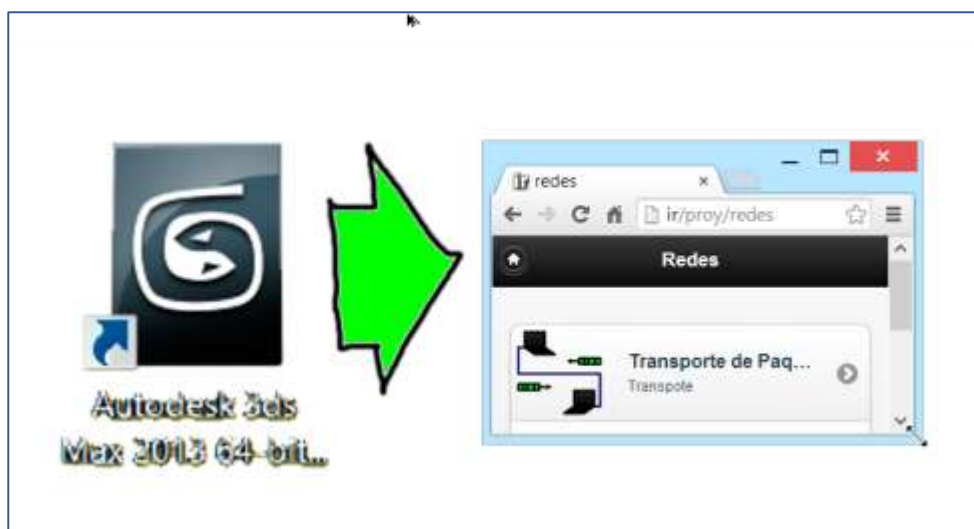 Autodesk 3ds
Max 2013 64-bit...
redes
ir/proy/redes
Redes
Transporte de Paq...
Transpote